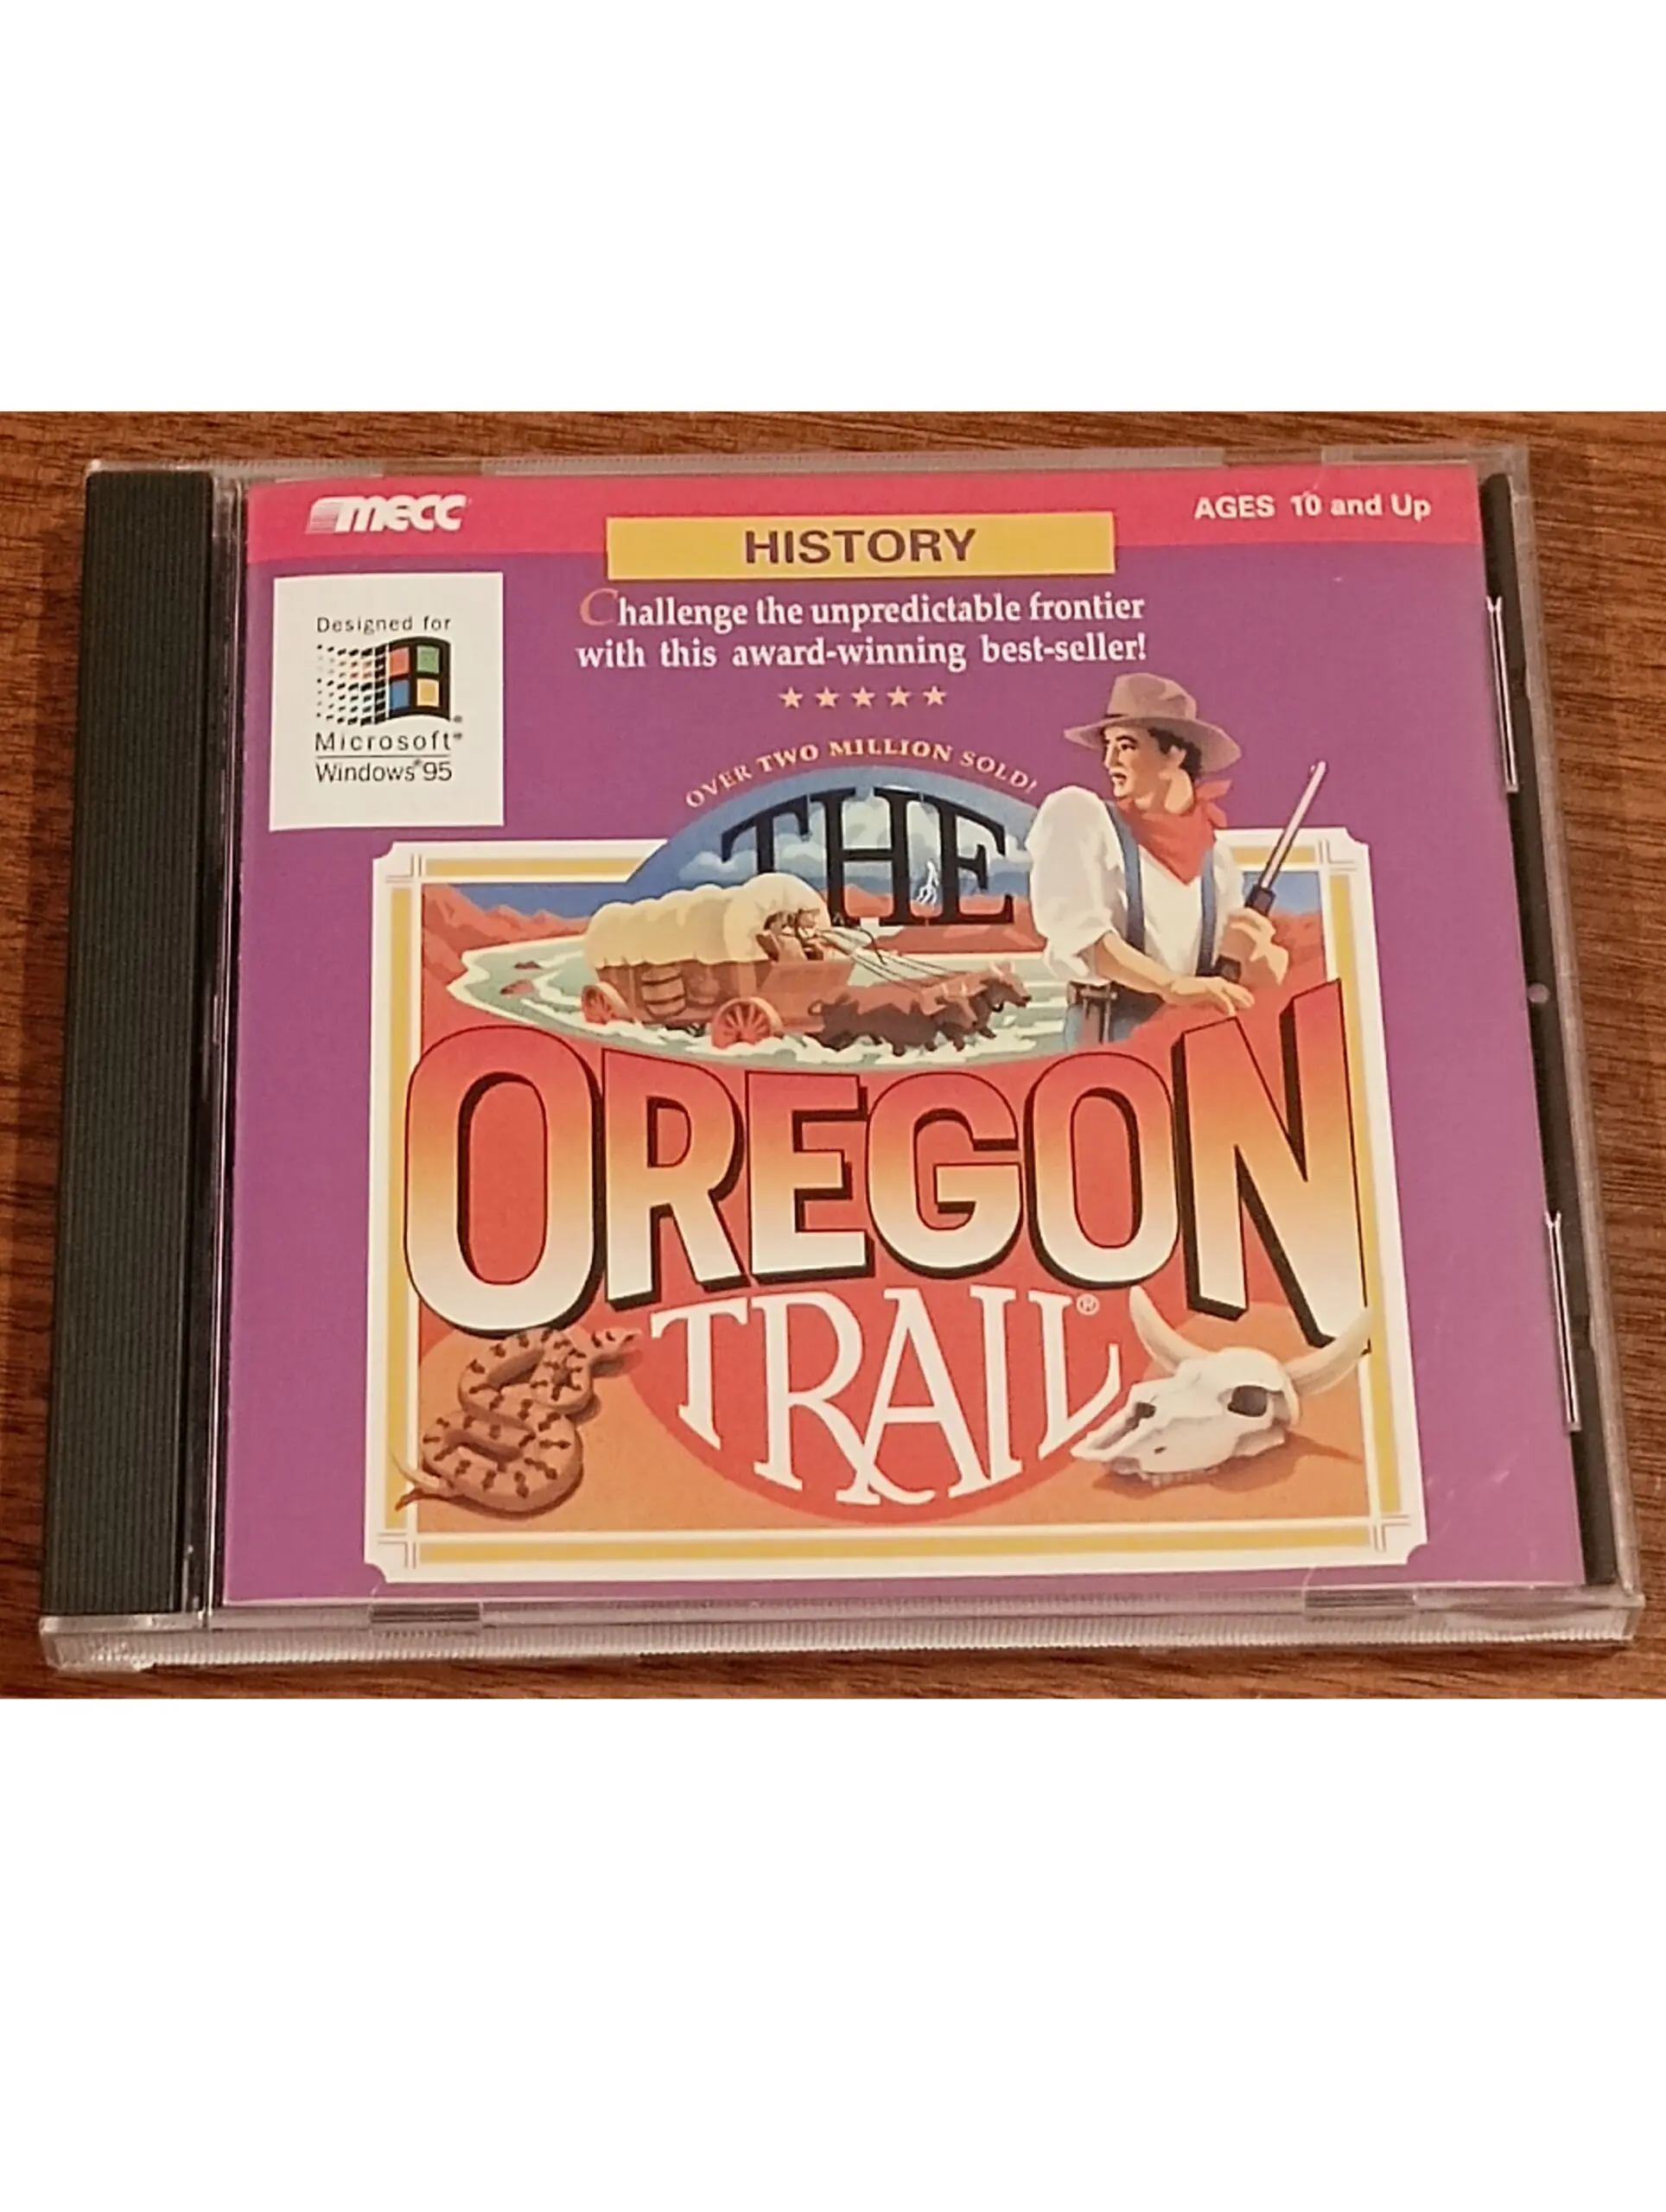 mecc
AGES 10 and Up
HISTORY
Challenge the unpredictable frontier
with this award-winning best-seller!
Designed for
Microsoft®
Windows®95
OVER TWO MILLION SOLD!
THE
OREGON
TRAIL®